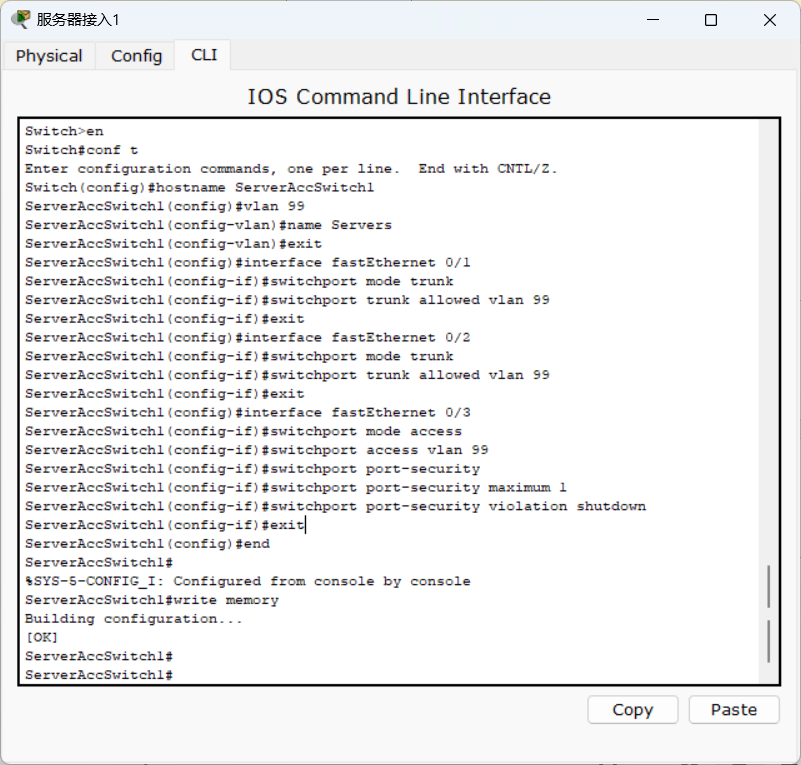 服务器接入1
Physical Config CLI
IOS Command Line Interface
Switch>en
Switch#conf t
Enter configuration commands, one per line.  End with CNTL/Z.
Switch(config)#hostname ServerAccSwitch1
ServerAccSwitch1(config)#vlan 99
ServerAccSwitch1(config-vlan)#name Servers
ServerAccSwitch1(config-vlan)#exit
ServerAccSwitch1(config)#interface fastEthernet 0/1
ServerAccSwitch1(config-if)#switchport mode trunk
ServerAccSwitch1(config-if)#switchport trunk allowed vlan 99
ServerAccSwitch1(config-if)#exit
ServerAccSwitch1(config)#interface fastEthernet 0/2
ServerAccSwitch1(config-if)#switchport mode trunk
ServerAccSwitch1(config-if)#switchport trunk allowed vlan 99
ServerAccSwitch1(config-if)#exit
ServerAccSwitch1(config)#interface fastEthernet 0/3
ServerAccSwitch1(config-if)#switchport mode access
ServerAccSwitch1(config-if)#switchport access vlan 99
ServerAccSwitch1(config-if)#switchport port-security
ServerAccSwitch1(config-if)#switchport port-security maximum 1
ServerAccSwitch1(config-if)#switchport port-security violation shutdown
ServerAccSwitch1(config-if)#exit
ServerAccSwitch1(config)#end
ServerAccSwitch1#
%SYS-5-CONFIG_I: Configured from console by console
ServerAccSwitch1#write memory
Building configuration...
[OK]
ServerAccSwitch1#
ServerAccSwitch1#
Copy Paste